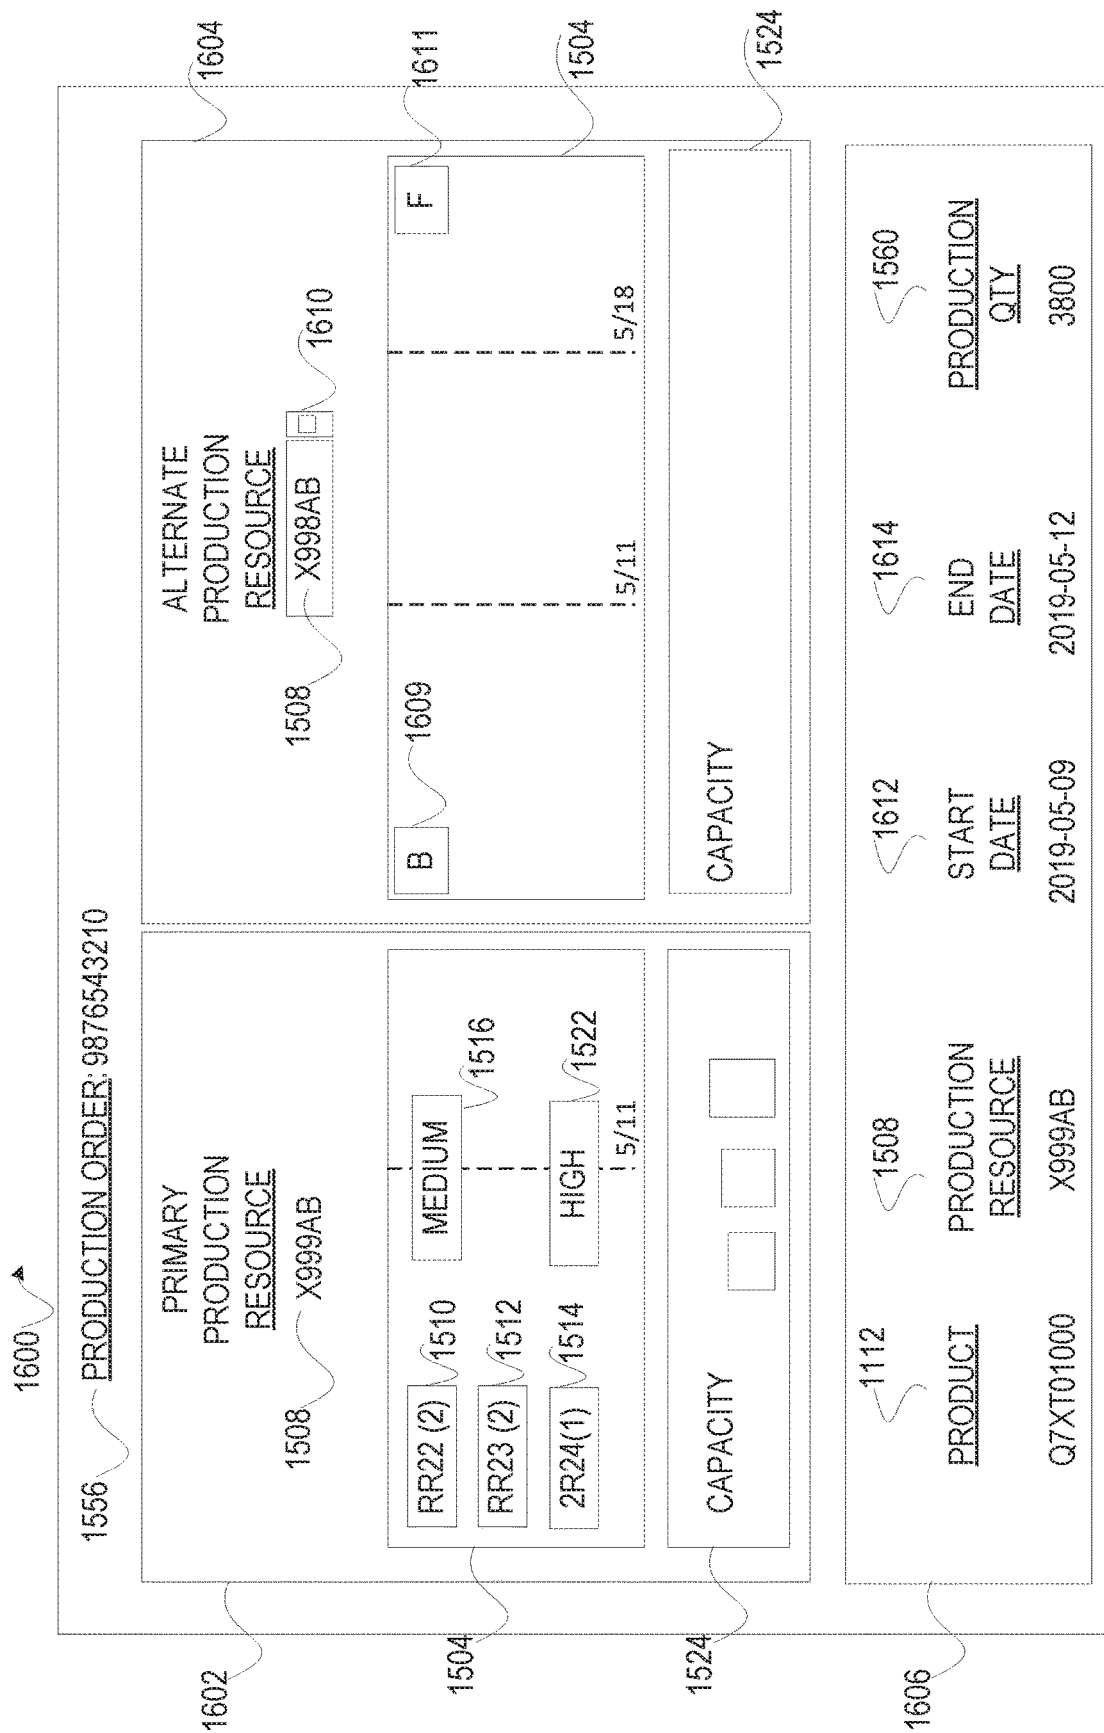 1600
1556
PRODUCTION ORDER: 9876543210
1602
PRIMARY
PRODUCTION
RESOURCE
1508
X999AB
1504
RR22 (2)
1510
MEDIUM
1516
RR23 (2)
1512
2R24(1)
1514
HIGH
1522
5/11
1524
CAPACITY
1604
ALTERNATE
PRODUCTION
RESOURCE
1508
X998AB
1610
1609
B
F
1611
1504
5/11
5/18
CAPACITY
1524
1606
1112
PRODUCT
Q7XT01000
1508
PRODUCTION
RESOURCE
X999AB
1612
START
DATE
2019-05-09
1614
END
DATE
2019-05-12
1560
PRODUCTION
QTY
3800